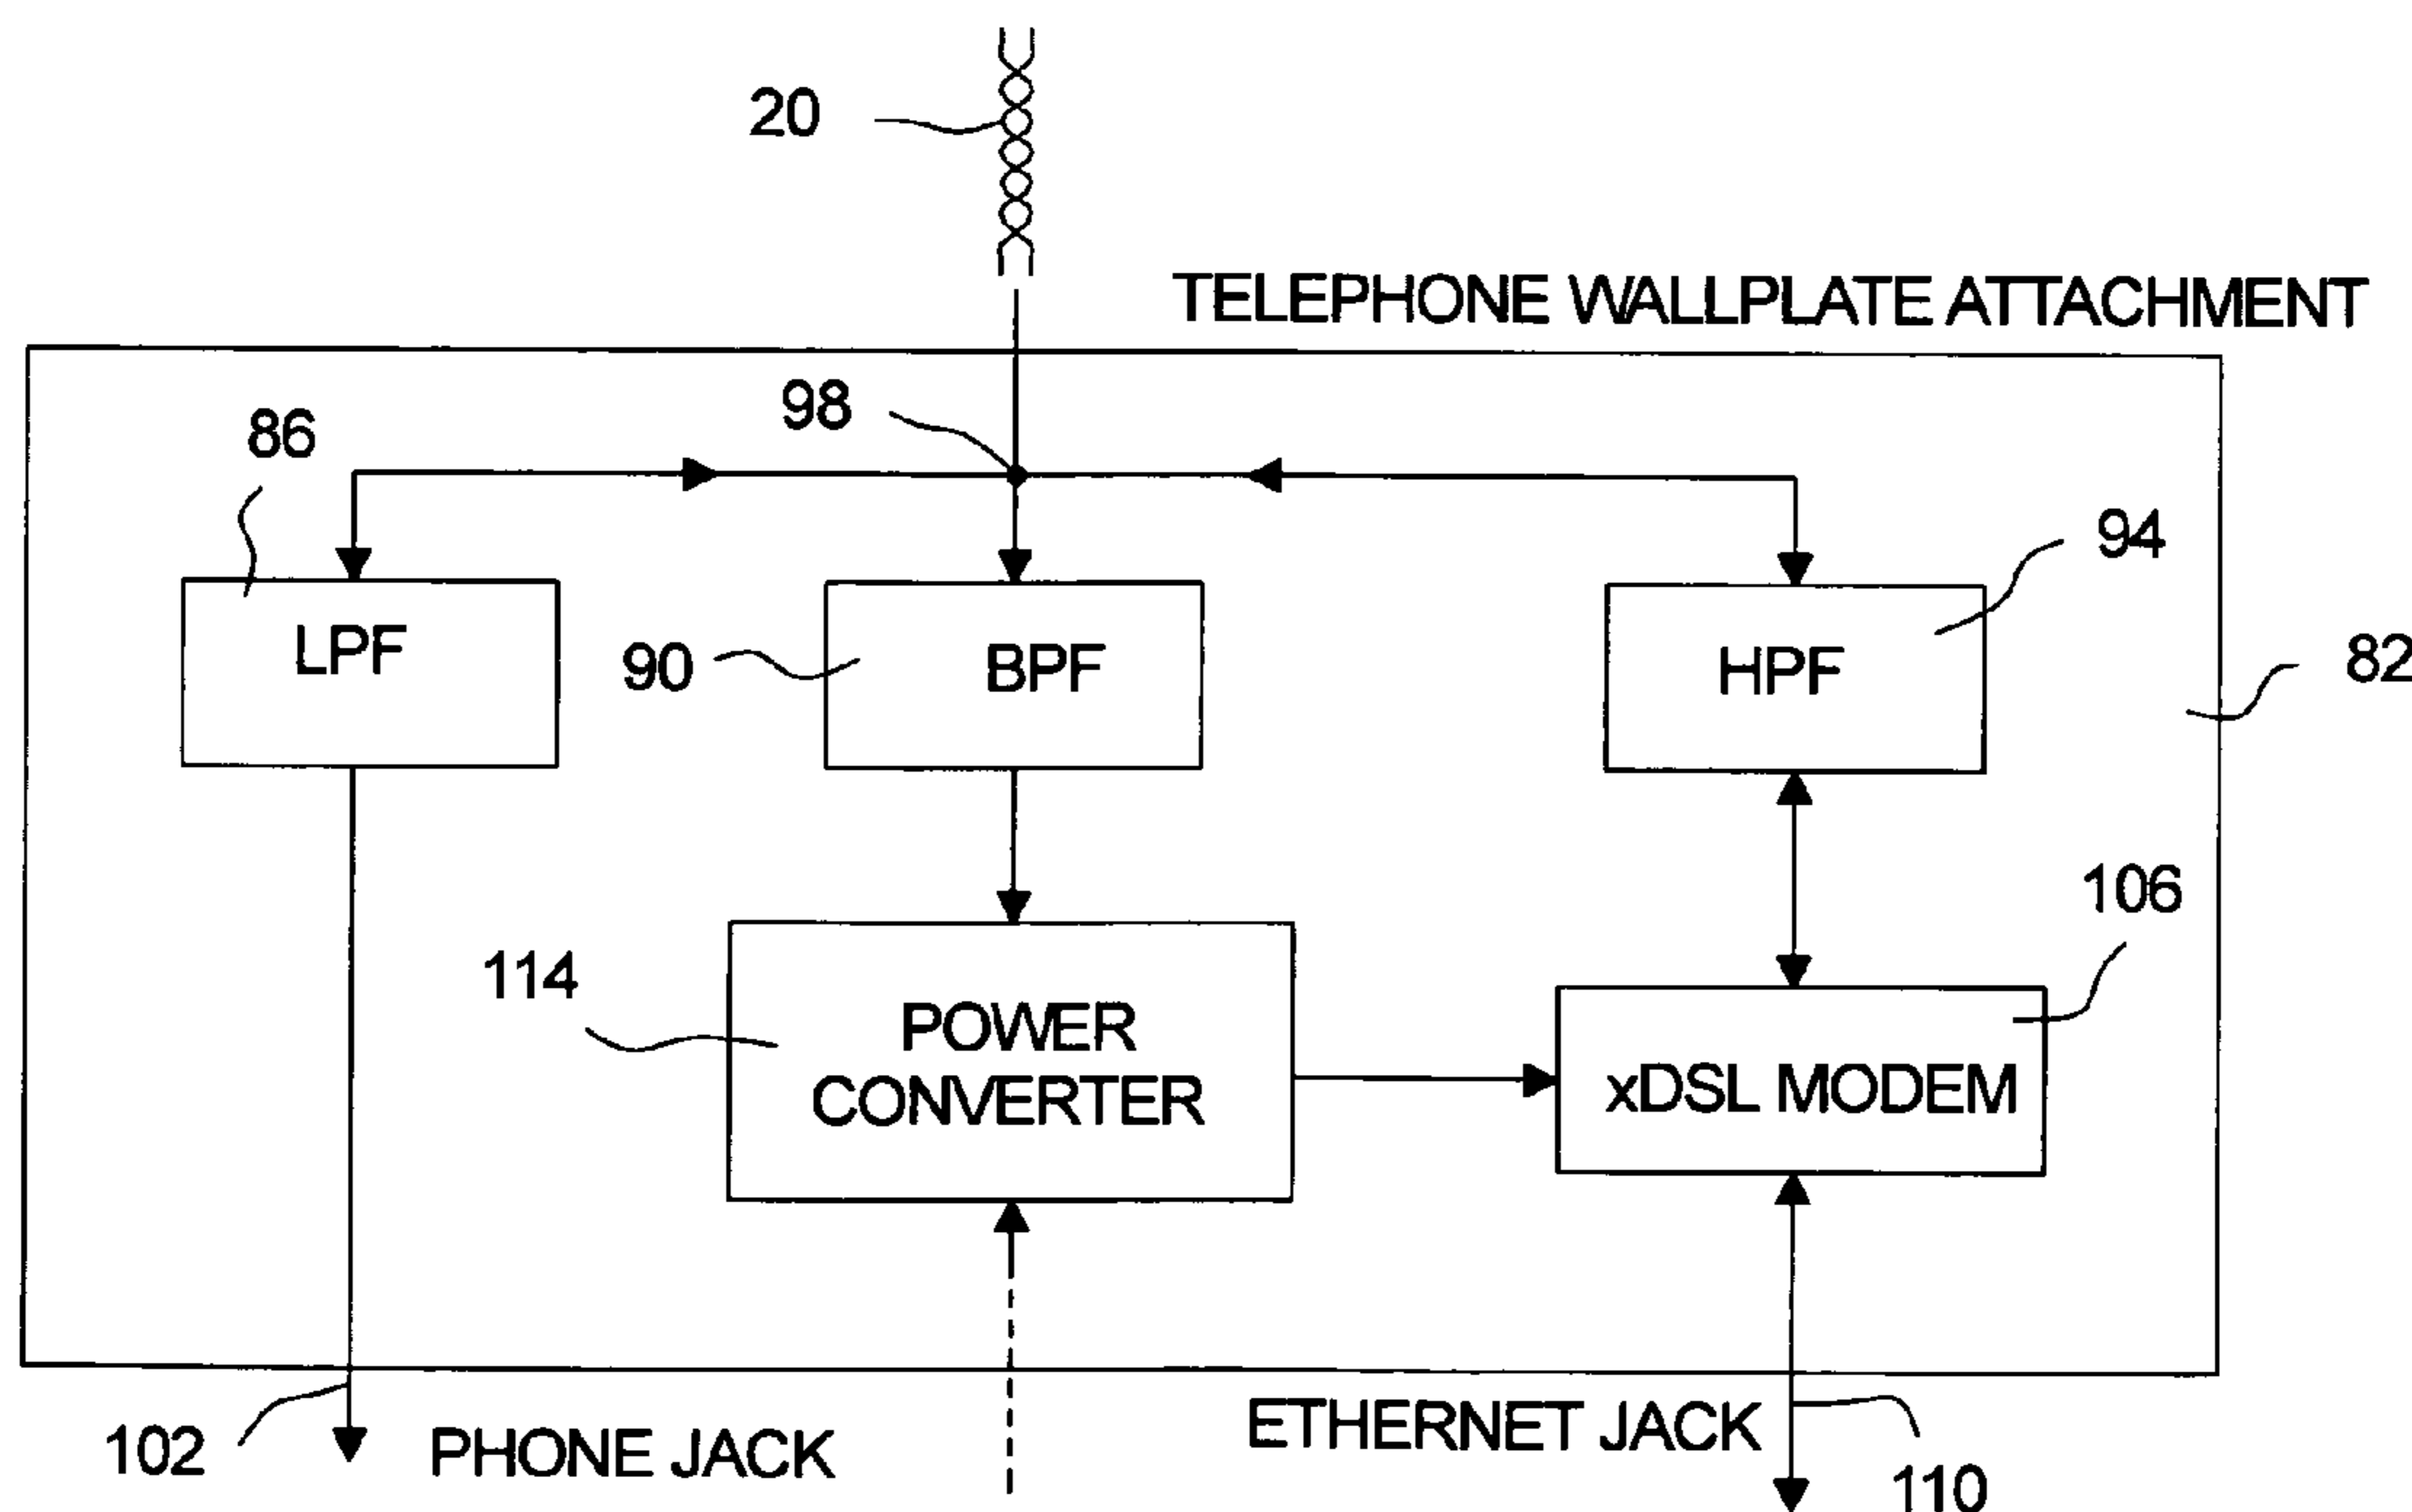 20
TELEPHONE WALLPLATE ATTACHMENT
98
86
94
LPF
90
BPF
HPF
82
106
114
POWER
CONVERTER
xDSL MODEM
102
PHONE JACK
ETHERNET JACK
110